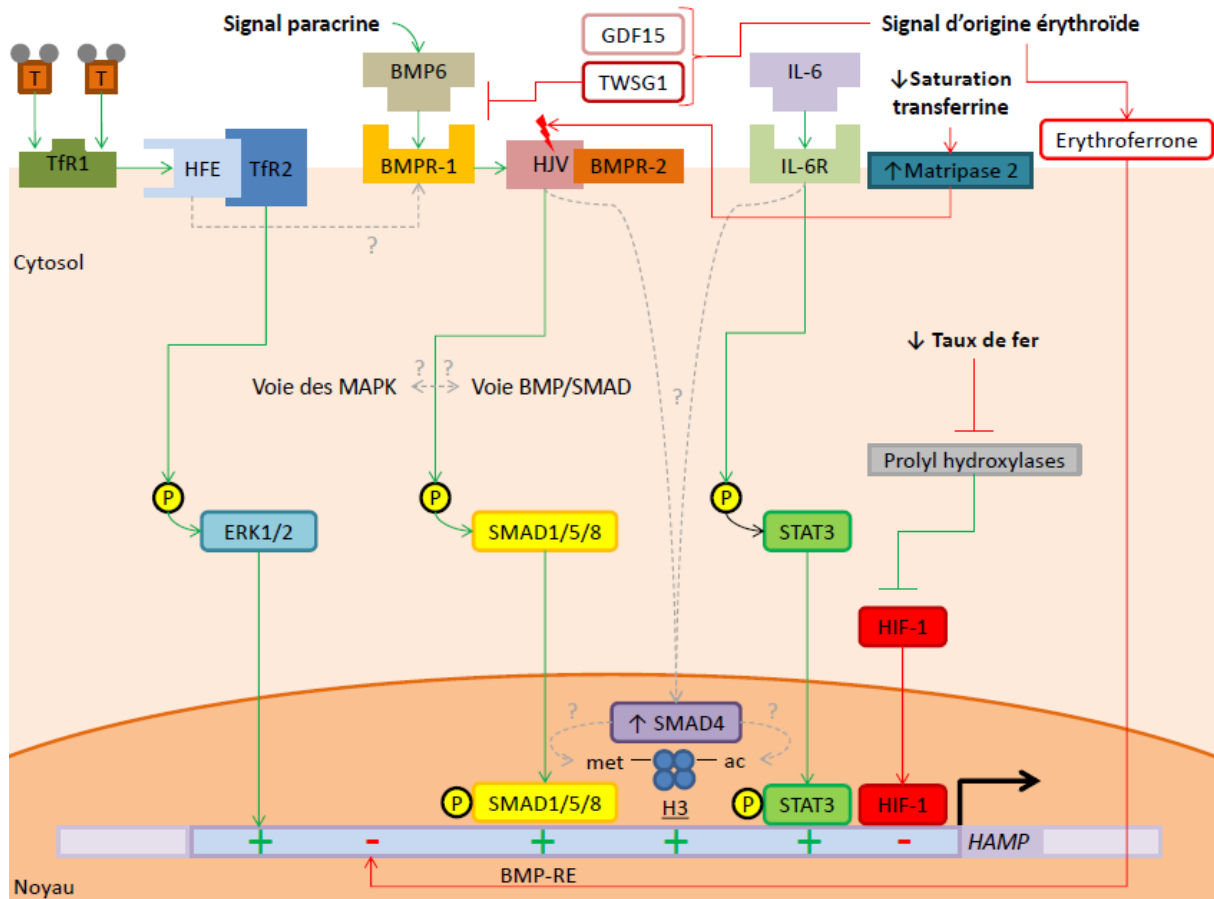 Signal paracrine
GDF15
Signal d'origine érythroïde
T
T
BMP6
TWSG1
IL-6
↓Saturation
transferrine
Erythroferrone
TfR1
HFE
TfR2
BMPR-1
HJV
BMPR-2
IL-6R
↑Matripase 2
?
Cytosol
↓ Taux de fer
Voie des MAPK
?
?
Voie BMP/SMAD
?
Prolyl hydroxylases
P
P
P
ERK1/2
SMAD1/5/8
STAT3
HIF-1
?
↑ SMAD4
?
met
ac
P
SMAD1/5/8
H3
P
STAT3
HIF-1
+
-
+
+
+
-
HAMP
BMP-RE
Noyau